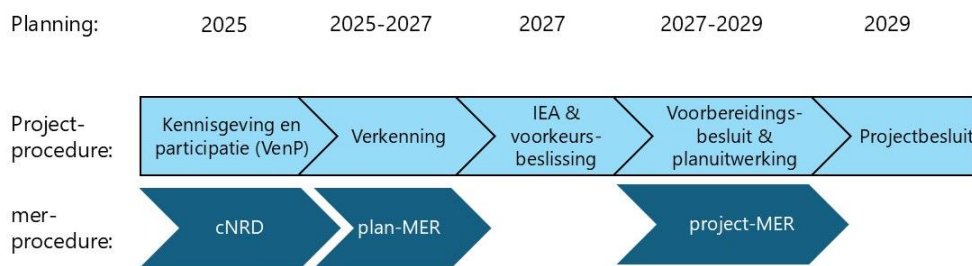 Planning: 2025 2025-2027 2027 2027-2029 2029
Project-
procedure:
Kennisgeving en
participatie (VenP)
Verkenning
IEA &
voorkeurs-
beslissing
Voorbereidings-
besluit &
planuitwerking
Projectbesluit
mer-
procedure:
cNRD
plan-MER
project-MER